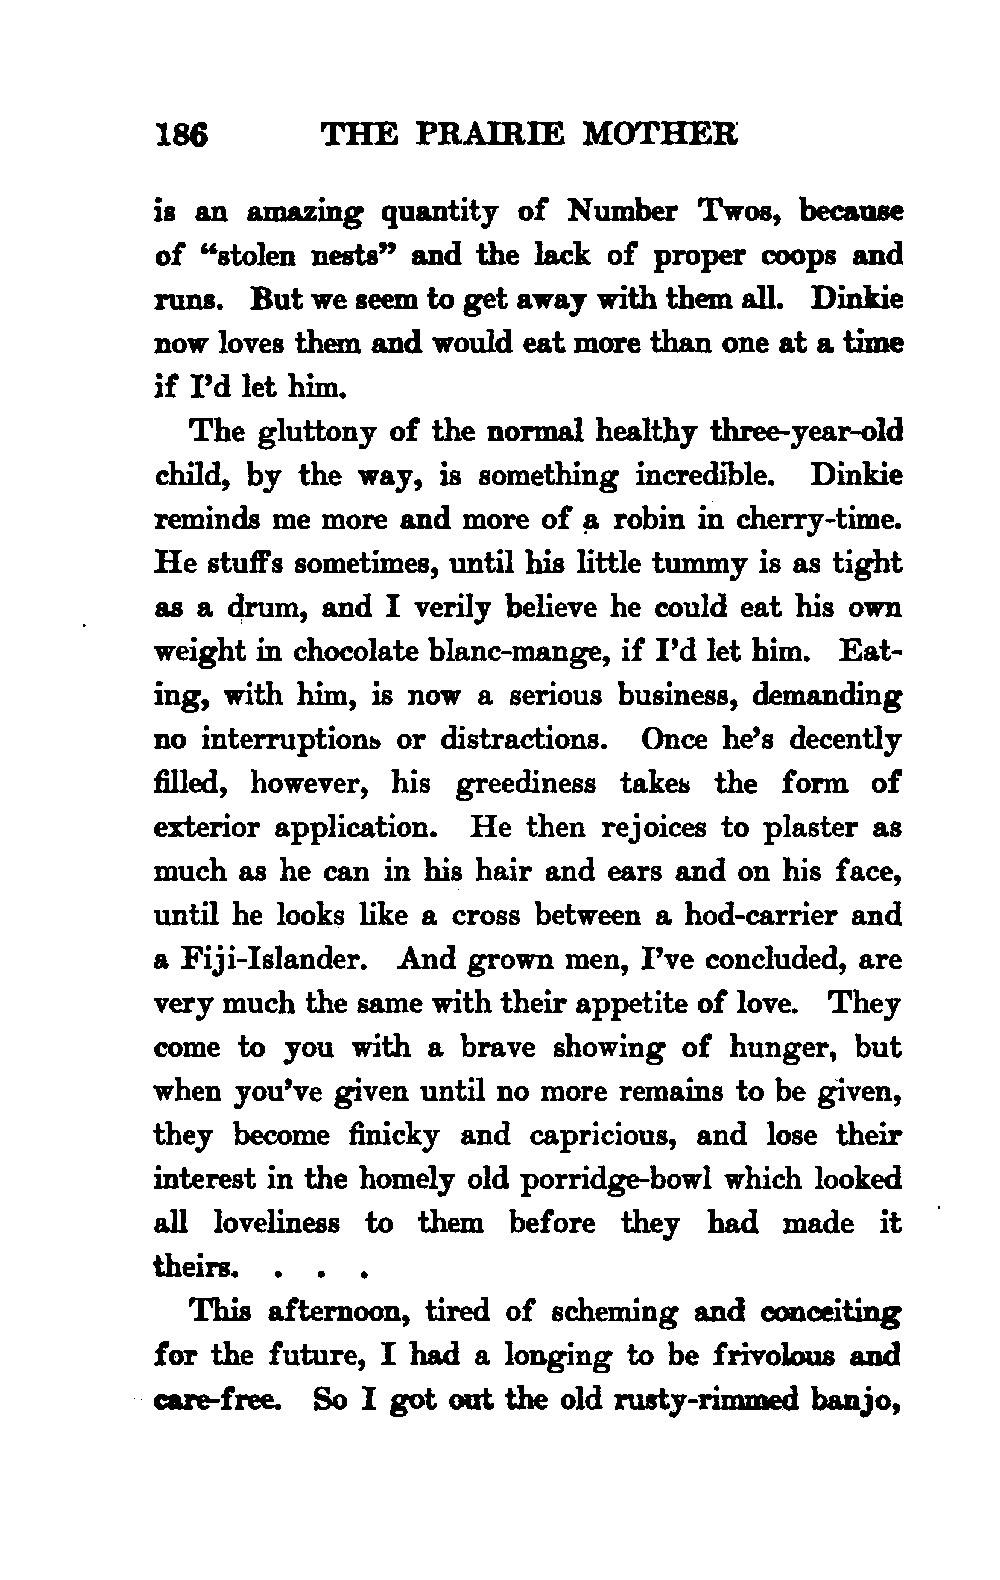 186 THE PRAIRIE MOTHER
is an amazing quantity of Number Twos, because
of “stolen nests” and the lack of proper coops and
runs. But we seem to get away with them all. Dinkie
now loves them and would eat more than one at a time
if I’d let him.
The gluttony of the normal healthy three-year-old
child, by the way, is something incredible. Dinkie
reminds me more and more of a robin in cherry-time.
He stuffs sometimes, until his little tummy is as tight
as a drum, and I verily believe he could eat his own
weight in chocolate blanc-mange, if I’d let him. Eat-
ing, with him, is now a serious business, demanding
no interruptions or distractions. Once he’s decently
filled, however, his greediness takes the form of
exterior application. He then rejoices to plaster as
much as he can in his hair and ears and on his face,
until he looks like a cross between a hod-carrier and
a Fiji-Islander. And grown men, I’ve concluded, are
very much the same with their appetite of love. They
come to you with a brave showing of hunger, but
when you’ve given until no more remains to be given,
they become finicky and capricious, and lose their
interest in the homely old porridge-bowl which looked
all loveliness to them before they had made it
theirs. . . .
This afternoon, tired of scheming and conceiting
for the future, I had a longing to be frivolous and
care-free. So I got out the old rusty-rimmed banjo,